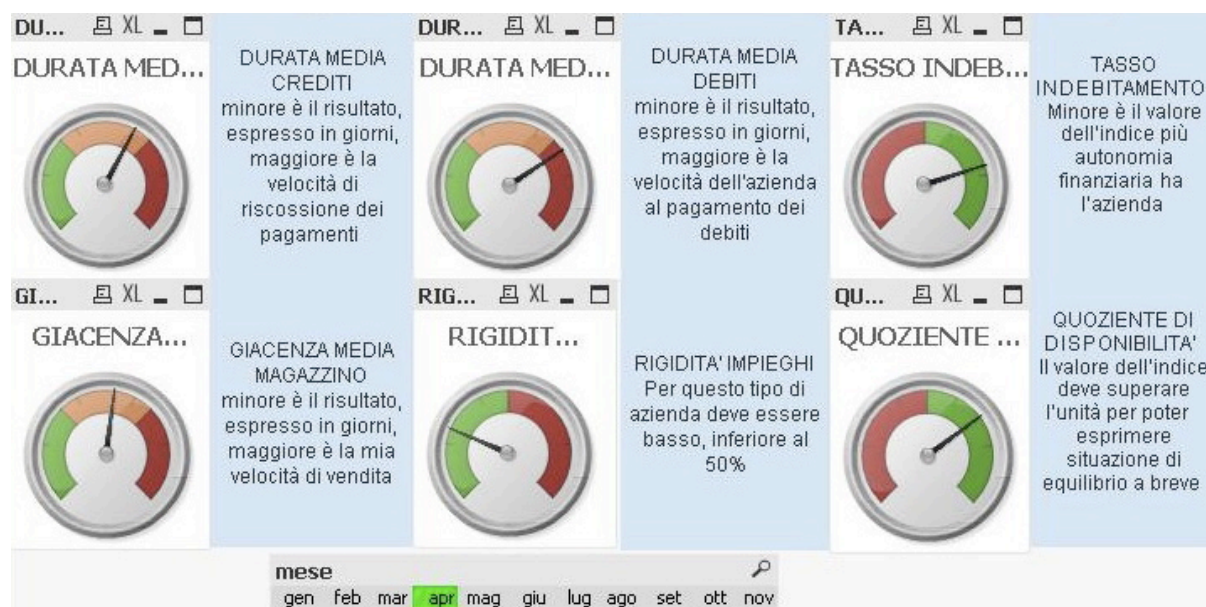 DU... XL
DURATA MED...
DURATA MEDIA
CREDITI
minore è il risultato,
espresso in giorni,
maggiore è la
velocità di
riscossione dei
pagamenti
DUR... XL
DURATA MED...
DURATA MEDIA
DEBITI
minore è il risultato,
espresso in giorni,
maggiore è la
velocità dell'azienda
al pagamento dei
debiti
TA... XL
TASSO INDEB...
TASSO
INDEBITAMENTO
Minore è il valore
dell'indice più
autonomia
finanziaria ha
l'azienda
GI... XL
GIACENZA...
GIACENZA MEDIA
MAGAZZINO
minore è il risultato,
espresso in giorni,
maggiore è la mia
velocità di vendita
RIG... XL
RIGIDIT...
RIGIDITA' IMPIEGHI
Per questo tipo di
azienda deve essere
basso, inferiore al
50%
QU... XL
QUOZIENTE ...
QUOZIENTE DI
DISPONIBILITA'
Il valore dell'indice
deve superare
l'unità per poter
esprimere
situazione di
equilibrio a breve
mese
gen feb mar apr mag giu lug ago set ott nov